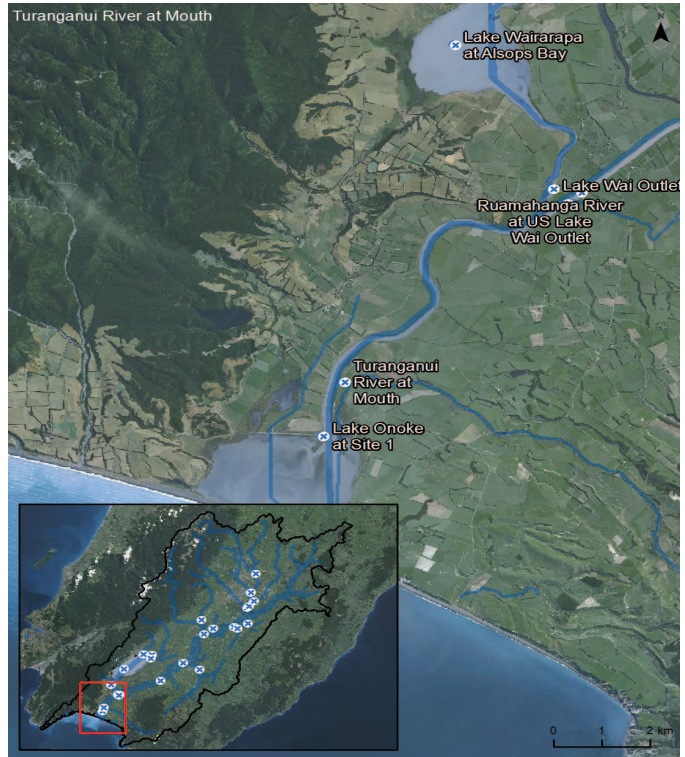 Turanganui River at Mouth
Lake Wairarapa
at Alsops Bay
Lake Wai Outlet
Ruamahanga River
at US Lake
Wai Outlet
Turanganui
River at
Mouth
Lake Onoke
at Site 1
0 1 2 km